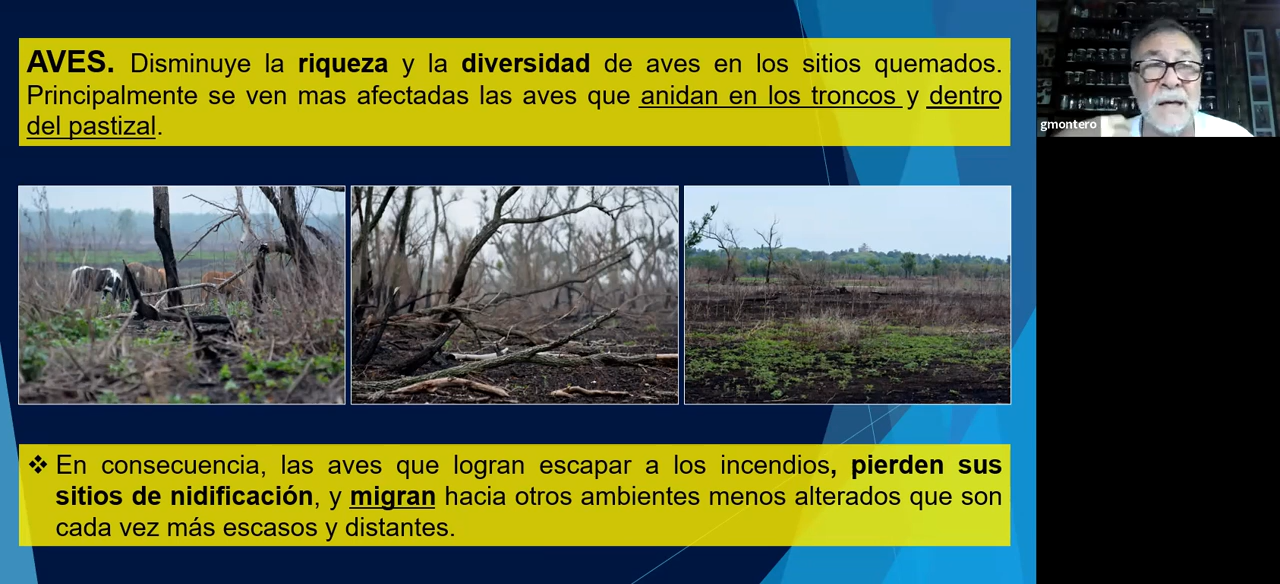 AVES. Disminuye la riqueza y la diversidad de aves en los sitios quemados.
Principalmente se ven mas afectadas las aves que anidan en los troncos y dentro
del pastizal.
gmontero
❖ En consecuencia, las aves que logran escapar a los incendios, pierden sus
sitios de nidificación, y migran hacia otros ambientes menos alterados que son
cada vez más escasos y distantes.